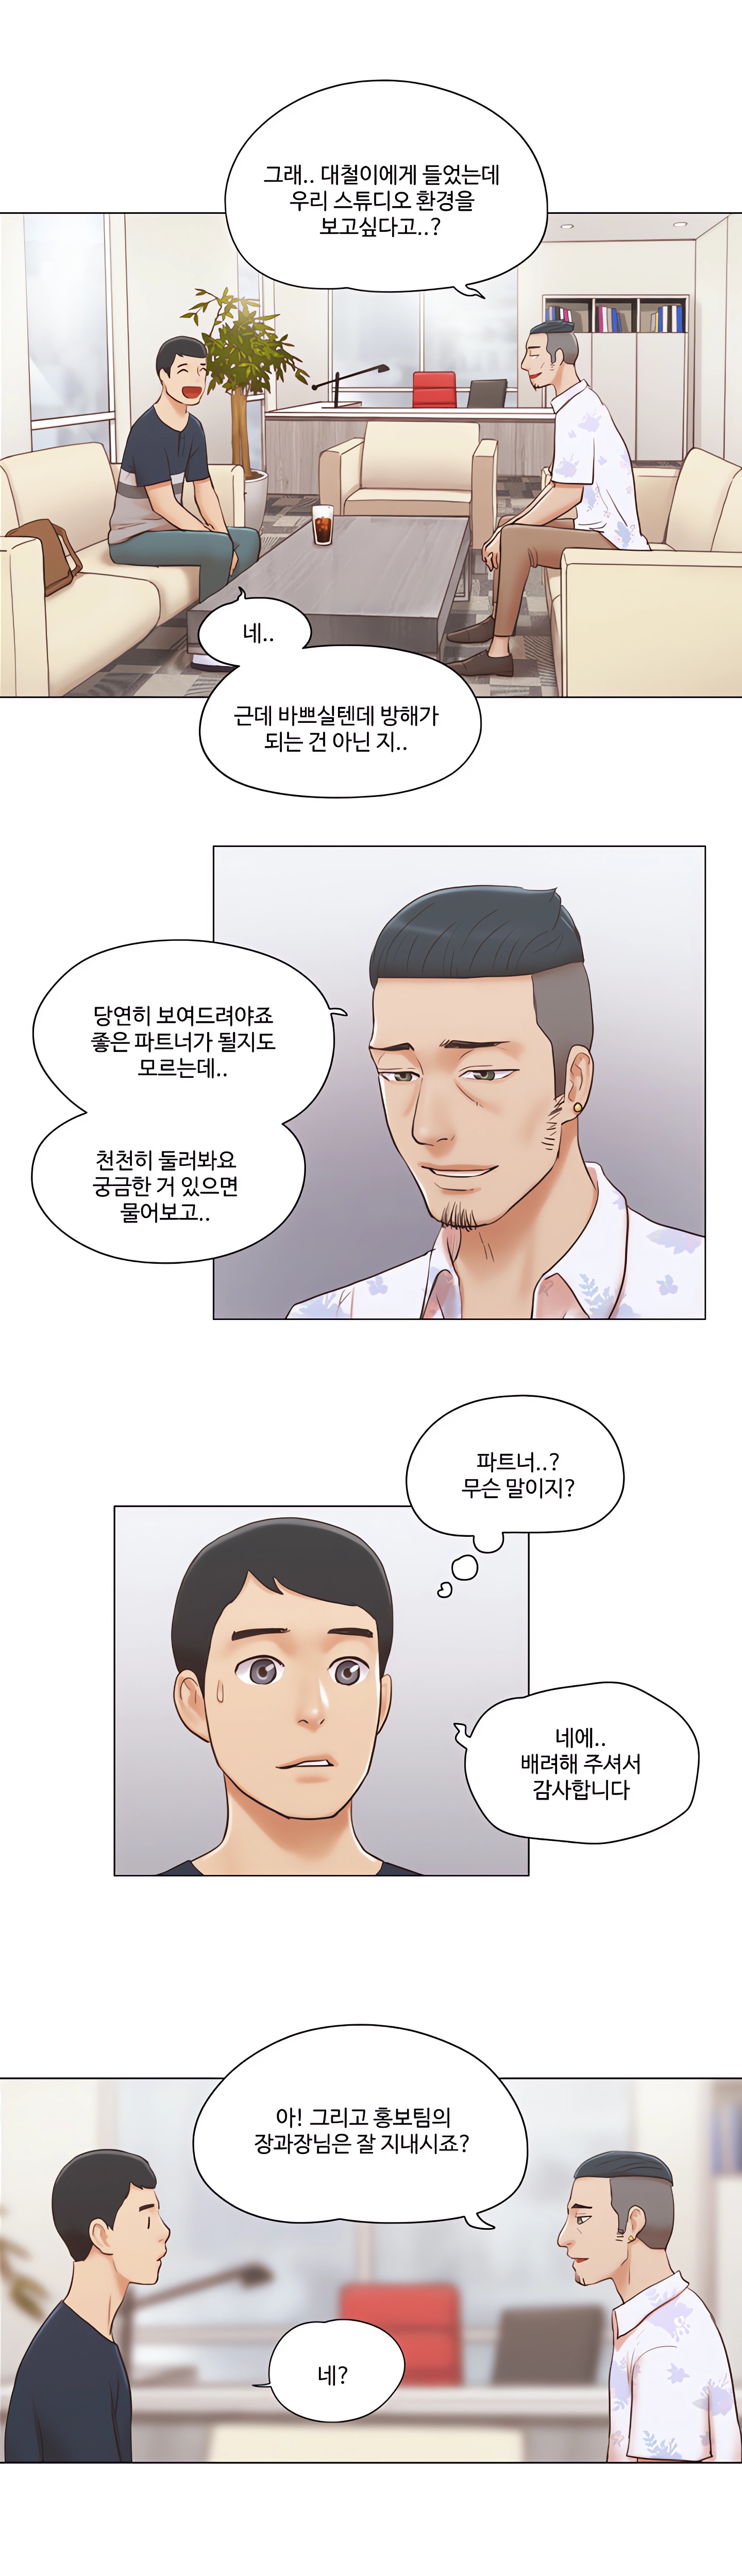 그래.. 대철이에게 들었는데
우리 스튜디오 환경을
보고싶다고..?
네..
근데 바쁘실텐데 방해가
되는 건 아닌 지..
당연히 보여드려야죠
좋은 파트너가 될지도
모르는데..
천천히 둘러봐요
궁금한 거 있으면
물어보고..
파트너..?
무슨 말이지?
네에..
배려해 주셔서
감사합니다
아! 그리고 홍보팀의
장과장님은 잘 지내시죠?
네?